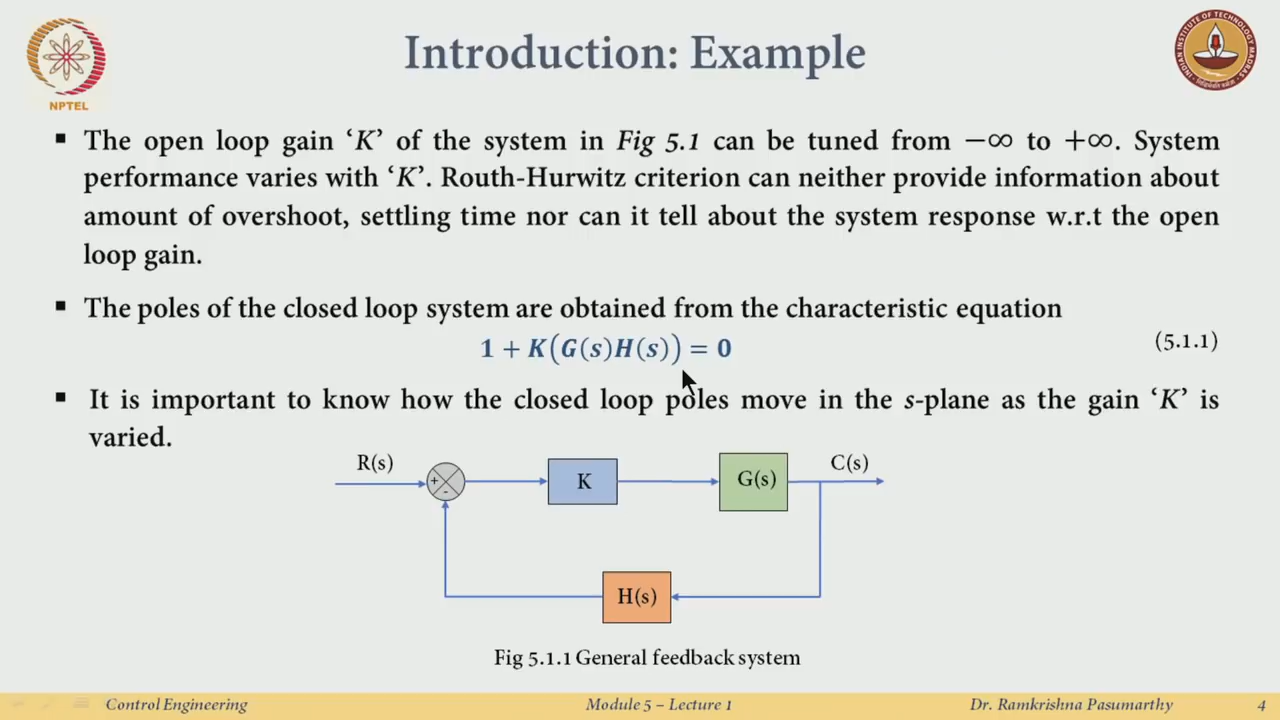 Introduction: Example
NPTEL
INDIAN INSTITUTE OF TECHNOLOGY MADRAS
▪ The open loop gain ‘K’ of the system in Fig 5.1 can be tuned from −∞ to +∞. System
performance varies with ‘K’. Routh-Hurwitz criterion can neither provide information about
amount of overshoot, settling time nor can it tell about the system response w.r.t the open
loop gain.
▪ The poles of the closed loop system are obtained from the characteristic equation
1 + K(G(s)H(s)) = 0 (5.1.1)
▪ It is important to know how the closed loop poles move in the s-plane as the gain ‘K’ is
varied.
R(s)
C(s)
+
-
K
G(s)
H(s)
Fig 5.1.1 General feedback system
Control Engineering Module 5 – Lecture 1 Dr. Ramkrishna Pasumarthy 4